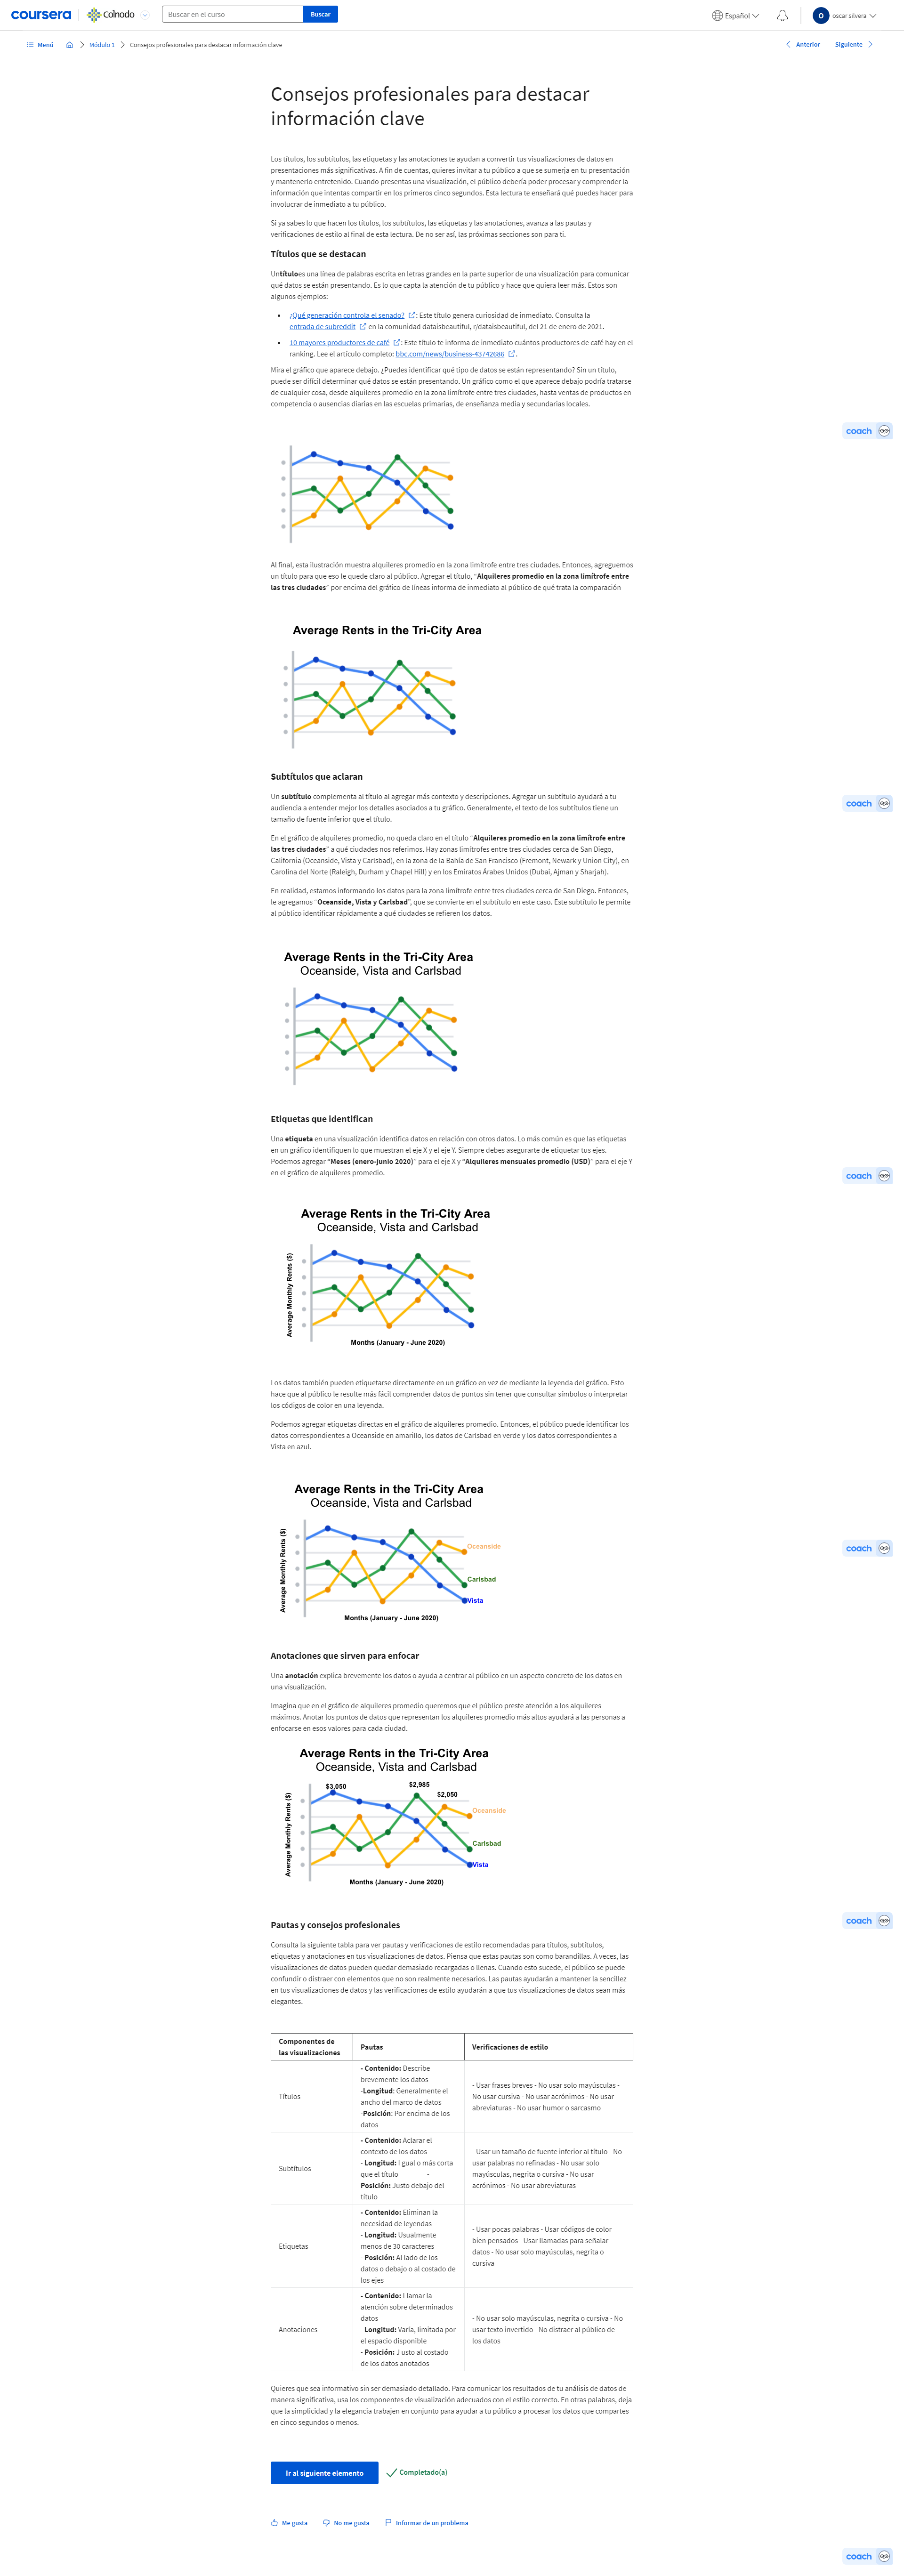 coursera
Colnodo
Buscar en el curso
Buscar
Español
O
oscar silvera
Menú
Módulo 1
Consejos profesionales para destacar información clave
Anterior
Siguiente
Consejos profesionales para destacar
información clave
Los títulos, los subtítulos, las etiquetas y las anotaciones te ayudan a convertir tus visualizaciones de datos en
presentaciones más significativas. A fin de cuentas, quieres invitar a tu público a que se sumerja en tu presentación
y mantenerlo entretenido. Cuando presentas una visualización, el público debería poder procesar y comprender la
información que intentas compartir en los primeros cinco segundos. Esta lectura te enseñará qué puedes hacer para
involucrar de inmediato a tu público.
Si ya sabes lo que hacen los títulos, los subtítulos, las etiquetas y las anotaciones, avanza a las pautas y
verificaciones de estilo al final de esta lectura. De no ser así, las próximas secciones son para ti.
Títulos que se destacan
Untítuloes una línea de palabras escrita en letras grandes en la parte superior de una visualización para comunicar
qué datos se están presentando. Es lo que capta la atención y te hace que quiera leer más. Estos son
algunos ejemplos:
¿Qué generación controla el senado? : Este título genera curiosidad de inmediato. Consulta la
entrada de subreddit en la comunidad dataisbeautiful, r/dataisbeautiful, del 21 de enero de 2021.
10 mayores productores de café : Este título te informa de inmediato cuántos productores de café hay en el
ranking. Lee el artículo completo: bbc.com/news/business-43742686 .
Mira el gráfico que aparece debajo. ¿Puedes identificar qué tipo de datos se están representando? Sin un título,
puede ser difícil determinar qué datos se están presentando. Un gráfico como el que aparece debajo podría tratarse
de cualquier cosa, desde alquileres promedio en la zona limítrofe entre tres ciudades, hasta ventas de productos en
competencia o ausencias diarias en las escuelas primarias, de enseñanza media y secundarias locales.
coach
Al final, esta ilustración muestra alquileres promedio en la zona limítrofe entre tres ciudades. Entonces, agreguemos
un título para que eso le quede claro al público. Agregar el título, “Alquileres promedio en la zona limítrofe entre
las tres ciudades” por encima del gráfico de líneas informa de inmediato al público de qué trata la comparación
Average Rents in the Tri-City Area
Subtítulos que aclaran
Un subtítulo complementa al título al agregar más contexto y descripciones. Agregar un subtítulo ayudará a tu
audiencia a entender mejor los detalles asociados a tu gráfico. Generalmente, el texto de los subtítulos tiene un
tamaño de fuente inferior que el título.
coach
En el gráfico de alquileres promedio, no queda claro en el título “Alquileres promedio en la zona limítrofe entre
las tres ciudades” a qué ciudades nos referimos. Hay zonas limítrofes entre tres ciudades cerca de San Diego,
California (Oceanside, Vista y Carlsbad), en la zona de la Bahía de San Francisco (Fremont, Newark y Union City), en
Carolina del Norte (Raleigh, Durham y Chapel Hill) y en los Emiratos Árabes Unidos (Dubai, Ajman y Sharjah).
En realidad, estamos informando los datos para la zona limítrofe entre tres ciudades cerca de San Diego. Entonces,
le agregamos “Oceanside, Vista y Carlsbad”, que se convierte en el subtítulo en este caso. Este subtítulo le permite
al público identificar rápidamente a qué ciudades se refieren los datos.
Average Rents in the Tri-City Area
Oceanside, Vista and Carlsbad
Etiquetas que identifican
Una etiqueta en una visualización identifica datos en relación con otros datos. Lo más común es que las etiquetas
en un gráfico identifiquen lo que muestran el eje X y el eje Y. Siempre debes asegurarte de etiquetar tus ejes.
Podemos agregar “Meses (enero-junio 2020)” para el eje X y “Alquileres mensuales promedio (USD)” para el eje Y
en el gráfico de alquileres promedio.
coach
Average Rents in the Tri-City Area
Oceanside, Vista and Carlsbad
Average Monthly Rents ($)
Months (January - June 2020)
Los datos también pueden etiquetarse directamente en un gráfico en vez de mediante la leyenda del gráfico. Esto
hace que al público le resulte más fácil comprender datos de puntos sin tener que consultar símbolos o interpretar
los códigos de color en una leyenda.
Podemos agregar etiquetas directas en el gráfico de alquileres promedio. Entonces, el público puede identificar los
datos correspondientes a Oceanside en amarillo, los datos de Carlsbad en verde y los datos correspondientes a
Vista en azul.
Average Rents in the Tri-City Area
Oceanside, Vista and Carlsbad
Average Monthly Rents ($)
Oceanside
Carlsbad
Vista
Months (January - June 2020)
coach
Anotaciones que sirven para enfocar
Una anotación explica brevemente los datos o ayuda a centrar al público en un aspecto concreto de los datos en
una visualización.
Imagina que en el gráfico de alquileres promedio queremos que el público preste atención a los alquileres
máximos. Anotar los puntos de datos que representan los alquileres promedio más altos ayudará a las personas a
enfocarse en esos valores para cada ciudad.
Average Rents in the Tri-City Area
Oceanside, Vista and Carlsbad
Average Monthly Rents ($)
$3,050
$2,985
$2,050
Oceanside
Carlsbad
Vista
Months (January - June 2020)
coach
Pautas y consejos profesionales
Consulta la siguiente tabla para ver pautas y verificaciones de estilo recomendadas para títulos, subtítulos,
etiquetas y anotaciones en tus visualizaciones de datos. Piensa que estas pautas son como barandillas. A veces, las
visualizaciones de datos pueden quedar demasiado recargadas o llenas. Cuando esto sucede, el público se puede
confundir o distraer con elementos que no son realmente necesarios. Las pautas ayudarán a mantener la sencillez
en tus visualizaciones de datos y las verificaciones de estilo ayudarán a que tus visualizaciones de datos sean más
elegantes.
Componentes de
las visualizaciones
Pautas
Verificaciones de estilo
Títulos
- Contenido: Describe
brevemente los datos
-Longitud: Generalmente el
ancho del marco de datos
-Posición: Por encima de los
datos
- Usar frases breves - No usar solo mayúsculas -
No usar cursiva - No usar acrónimos - No usar
abreviaturas - No usar humor o sarcasmo
Subtítulos
- Contenido: Aclarar el
contexto de los datos
- Longitud: I gual o más corta
que el título -
Posición: Justo debajo del
título
- Usar un tamaño de fuente inferior al título - No
usar palabras no refinadas - No usar solo
mayúsculas, negrita o cursiva - No usar
acrónimos - No usar abreviaturas
Etiquetas
- Contenido: Eliminan la
necesidad de leyendas
- Longitud: Usualmente
menos de 30 caracteres
- Posición: Al lado de los
datos o debajo o al costado de
los ejes
- Usar pocas palabras - Usar códigos de color
bien pensados - Usar llamadas para señalar
datos - No usar solo mayúsculas, negrita o
cursiva
Anotaciones
- Contenido: Llamar la
atención sobre determinados
datos
- Longitud: Varía, limitada por
el espacio disponible
- Posición: J usto al costado
de los datos anotados
- No usar solo mayúsculas, negrita o cursiva - No
usar texto invertido - No distraer al público de
los datos
Quieres que sea informativo sin ser demasiado detallado. Para comunicar los resultados de tu análisis de datos de
manera significativa, usa los componentes de visualización adecuados con el estilo correcto. En otras palabras, deja
que la simplicidad y la elegancia trabajen en conjunto para ayudar a tu público a procesar los datos que compartes
en cinco segundos o menos.
Ir al siguiente elemento
Completado(a)
Me gusta
No me gusta
Informar de un problema
coach